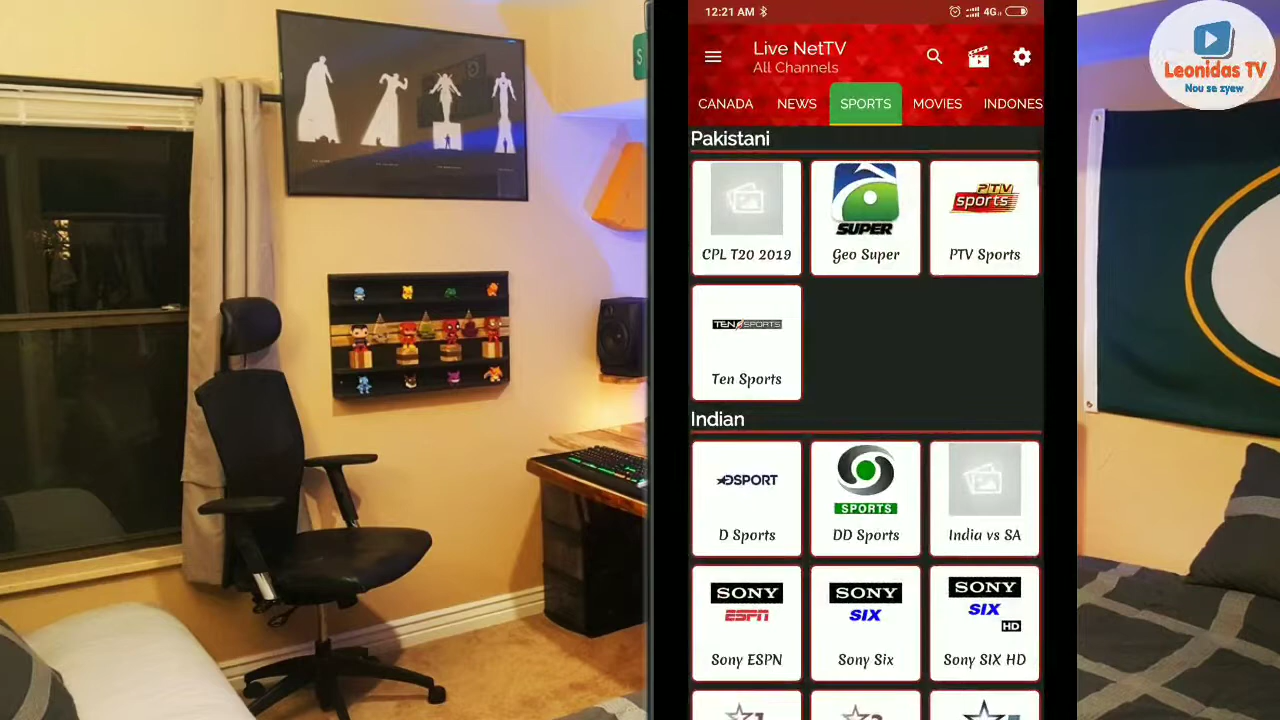 12:21 AM
4G
Live NetTV
All Channels
CANADA NEWS SPORTS MOVIES INDONES
Pakistani
SUPER
PTV
sports
CPL T20 2019 Geo Super PTV Sports
TEN SPORTS
Ten Sports
Indian
DSPORT
SPORTS
D Sports DD Sports India vs SA
SONY
ESPN
SONY
SIX
SONY
SIX
HD
Sony ESPN Sony Six Sony SIX HD
1 2
Leonidas TV
Nou se zyew
S